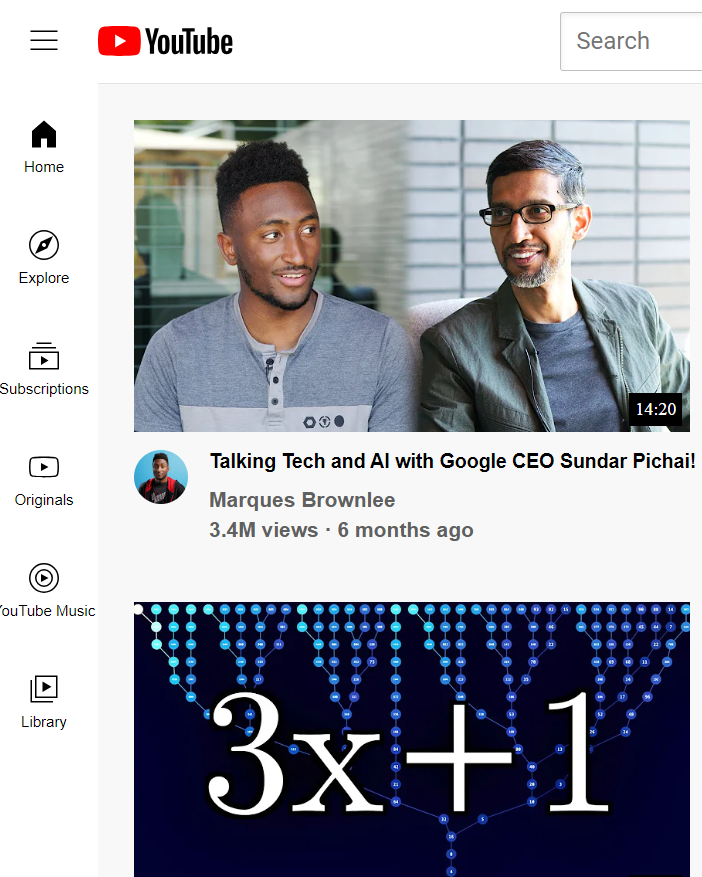 YouTube
Search
Home
Explore
Subscriptions
Originals
YouTube Music
Library
14:20
Talking Tech and AI with Google CEO Sundar Pichai!
Marques Brownlee
3.4M views · 6 months ago
3x+1